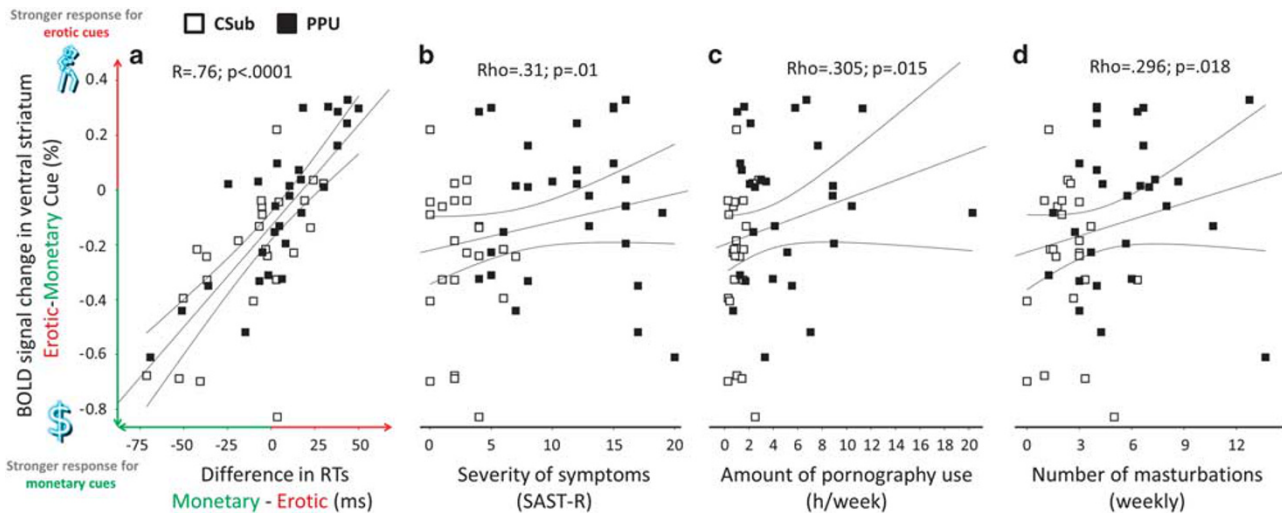 Stronger response for
erotic cues
CSub PPU
BOLD signal change in ventral striatum
Erotic-Monetary Cue (%)
$
Stronger response for
monetary cues
a
R=.76; p<.0001
0.4
0.2
0
-0.2
-0.4
-0.6
-0.8
-75 -50 -25 0 25 50
Difference in RTs
Monetary - Erotic (ms)
b
Rho=.31; p=.01
0 5 10 15 20
Severity of symptoms
(SAST-R)
c
Rho=.305; p=.015
0 2 4 6 8 10 12 14 16 18 20
Amount of pornography use
(h/week)
d
Rho=.296; p=.018
0 3 6 9 12
Number of masturbations
(weekly)